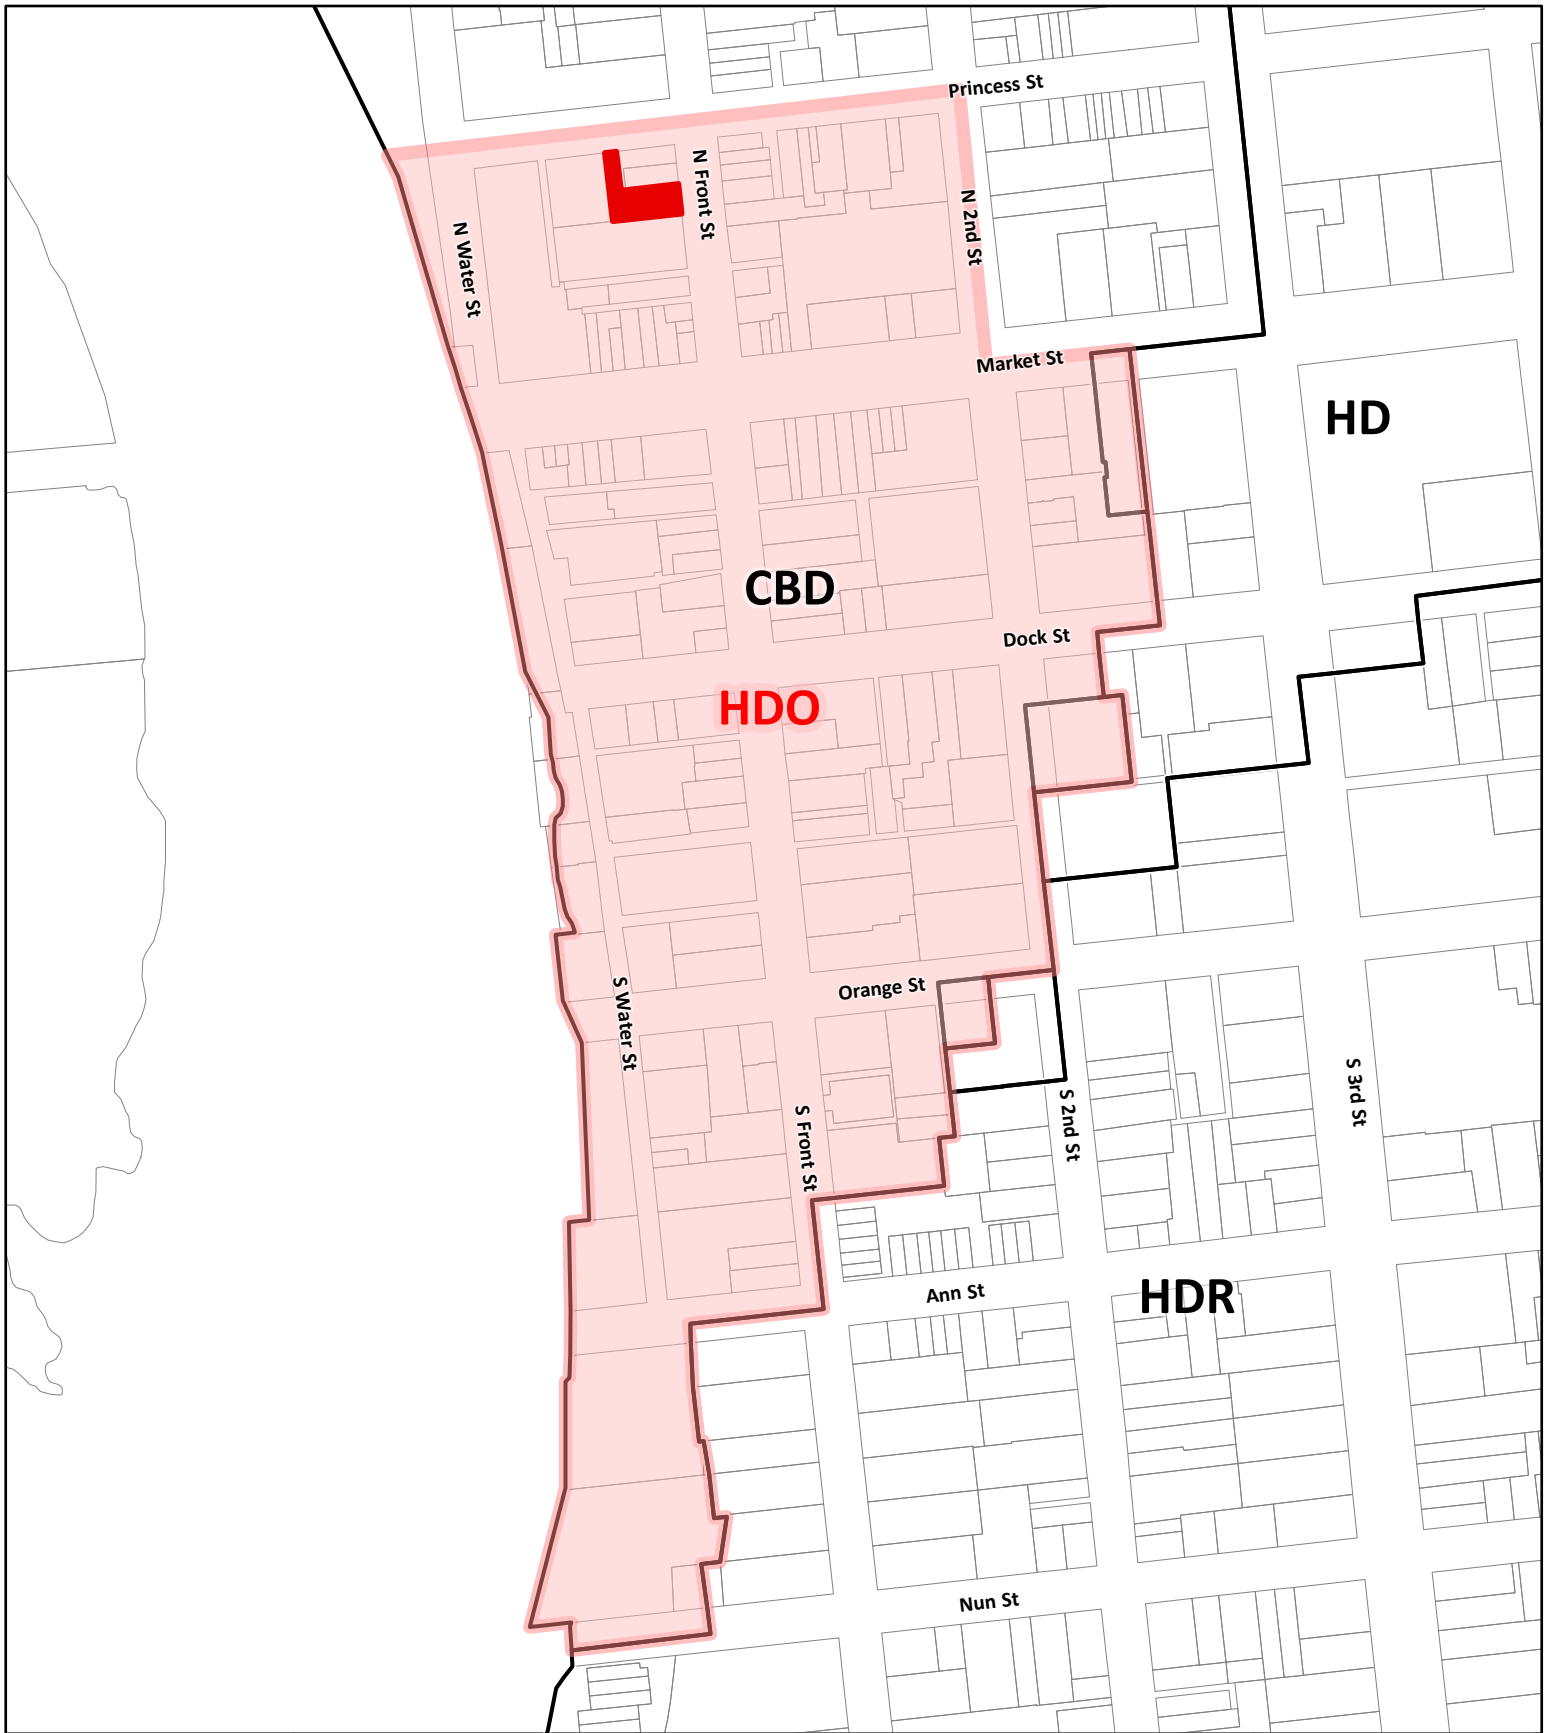 Princess St
N Front St
N 2nd St
N Water St
Market St
HD
CBD
Dock St
HDO
Orange St
S Water St
S 3rd St
S 2nd St
S Front St
Ann St
HDR
Nun St